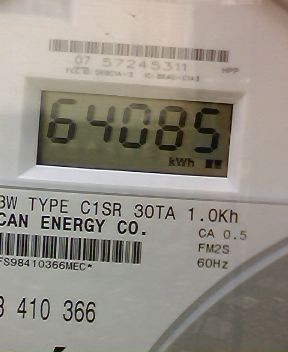 07 57245311
HPP
64085
kWh
3W TYPE C1SR 30TA 1.0Kh
CAN ENERGY CO.
CA 0.5
FM2S
FS98410366MEC*
60Hz
3 410 366